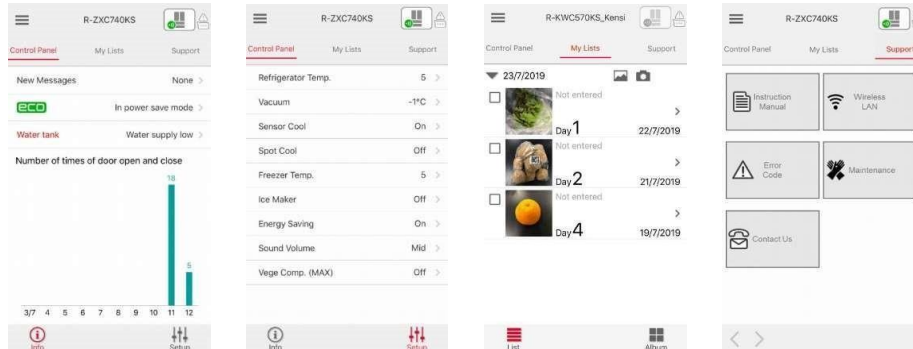 R-ZXC740KS
Control Panel My Lists Support
New Messages None >
eco In power save mode >
Water tank Water supply low >
Number of times of door open and close
18
5
3/7 4 5 6 7 8 9 10 11 12
Info Setup
R-ZXC740KS
Control Panel My Lists Support
Refrigerator Temp. 5 >
Vacuum -1°C >
Sensor Cool On >
Spot Cool Off >
Freezer Temp. 5 >
Ice Maker Off >
Energy Saving On >
Sound Volume Mid >
Vege Comp. (MAX) Off >
Info Setup
R-KWC570KS_Kensi
Control Panel My Lists Support
23/7/2019
Not entered
>
Day 1 22/7/2019
Not entered
>
Day 2 21/7/2019
Not entered
>
Day 4 19/7/2019
List Album
R-ZXC740KS
Control Panel My Lists Support
Instruction Manual
Wireless LAN
Error Code
Maintenance
Contact Us
< >